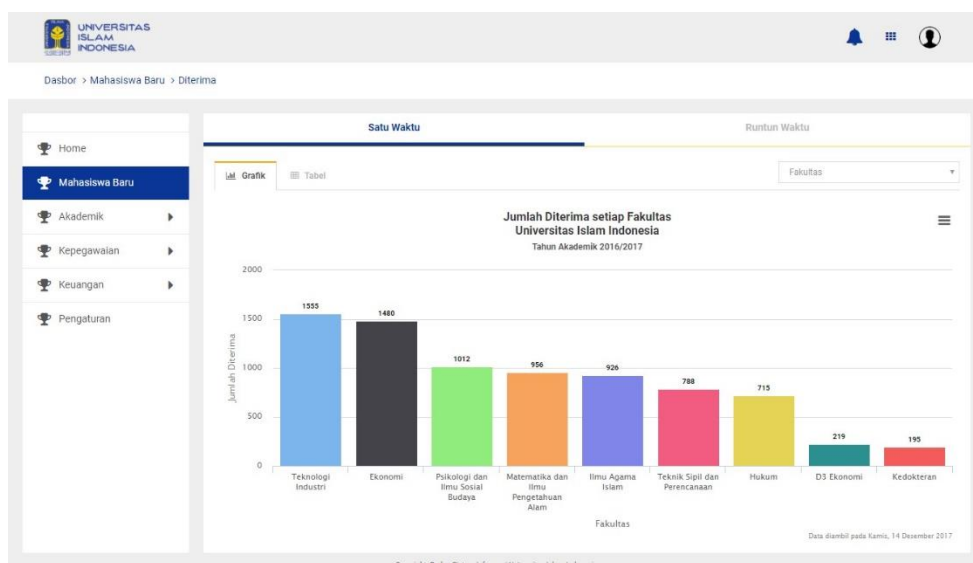 UNIVERSITAS
ISLAM
INDONESIA
Dasbor > Mahasiswa Baru > Diterima
Home
Mahasiswa Baru
Akademik
Kepegawaian
Keuangan
Pengaturan
Satu Waktu
Runtun Waktu
Grafik
Tabel
Fakultas
Jumlah Diterima setiap Fakultas
Universitas Islam Indonesia
Tahun Akademik 2016/2017
Jumlah Diterima
2000
1500
1000
500
0
1555
1480
1012
956
926
788
715
219
195
Teknologi
Industri
Ekonomi
Psikologi dan
Ilmu Sosial
Budaya
Matematika dan
Ilmu
Pengetahuan
Alam
Ilmu Agama
Islam
Teknik Sipil dan
Perencanaan
Hukum
D3 Ekonomi
Kedokteran
Fakultas
Data diambil pada Kamis, 14 Desember 2017